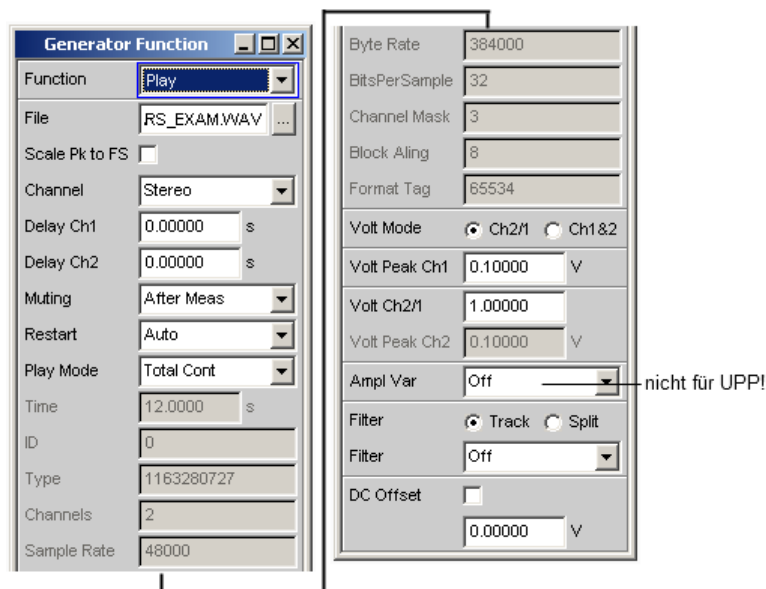 Generator Function
Function Play
File RS_EXAM.WAV ...
Scale Pk to FS
Channel Stereo
Delay Ch1 0.00000 s
Delay Ch2 0.00000 s
Muting After Meas
Restart Auto
Play Mode Total Cont
Time 12.0000 s
ID 0
Type 1163280727
Channels 2
Sample Rate 48000
Byte Rate 384000
BitsPerSample 32
Channel Mask 3
Block Aling 8
Format Tag 65534
Volt Mode Ch2/1 Ch1&2
Volt Peak Ch1 0.10000 V
Volt Ch2/1 1.00000
Volt Peak Ch2 0.10000 V
Ampl Var Off nicht für UPP!
Filter Track Split
Filter Off
DC Offset
0.00000 V